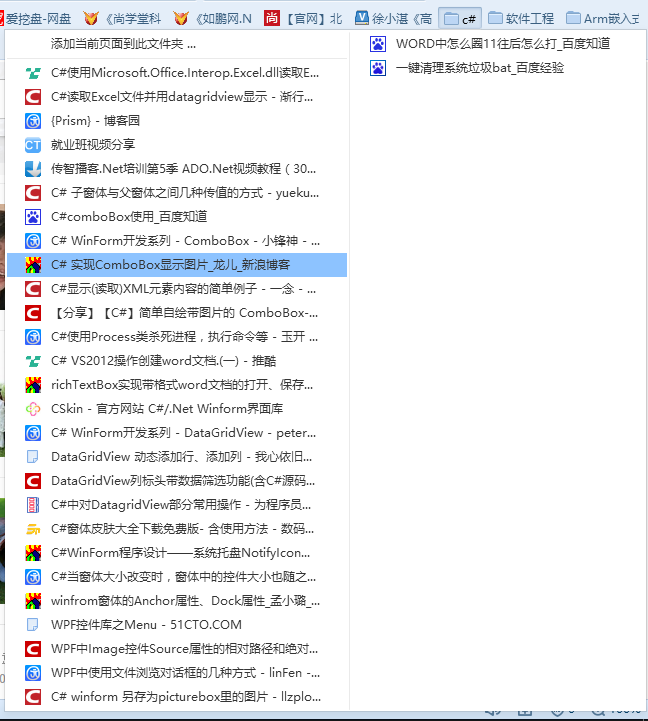 爱挖盘-网盘 《尚学堂科 《如鹏网.N 【官网】北 徐小湛《高 c# 软件工程 Arm嵌入式
添加当前页面到此文件夹 ...
C#使用Microsoft.Office.Interop.Excel.dll读取E...
C#读取Excel文件并用datagridview显示 - 渐行...
{Prism} - 博客园
就业班视频分享
传智播客.Net培训第5季 ADO.Net视频教程（30...
C# 子窗体与父窗体之间几种传值的方式 - yueku...
C#comboBox使用_百度知道
C# WinForm开发系列 - ComboBox - 小锋神 - ...
C# 实现ComboBox显示图片_龙儿_新浪博客
C#显示(读取)XML元素内容的简单例子 - 一念 - ...
【分享】【C#】简单自绘带图片的 ComboBox-...
C#使用Process类杀死进程，执行命令等 - 玉开 ...
C# VS2012操作创建word文档.(一) - 推酷
richTextBox实现带格式word文档的打开、保存...
CSkin - 官方网站 C#/.Net Winform界面库
C# WinForm开发系列 - DataGridView - peter...
DataGridView 动态添加行、添加列 - 我心依旧...
DataGridView列标头带数据筛选功能(含C#源码...
C#中对DatagridView部分常用操作 - 为程序员...
C#窗体皮肤大全下载免费版- 含使用方法 - 数码...
C#WinForm程序设计——系统托盘NotifyIcon...
C#当窗体大小改变时，窗体中的控件大小也随之...
winfrom窗体的Anchor属性、Dock属性_孟小璐_...
WPF控件库之Menu - 51CTO.COM
WPF中Image控件Source属性的相对路径和绝对...
WPF中使用文件浏览对话框的几种方式 - linFen -...
C# winform 另存为picturebox里的图片 - llzplo...
WORD中怎么圈11往后怎么打_百度知道
一键清理系统垃圾bat_百度经验